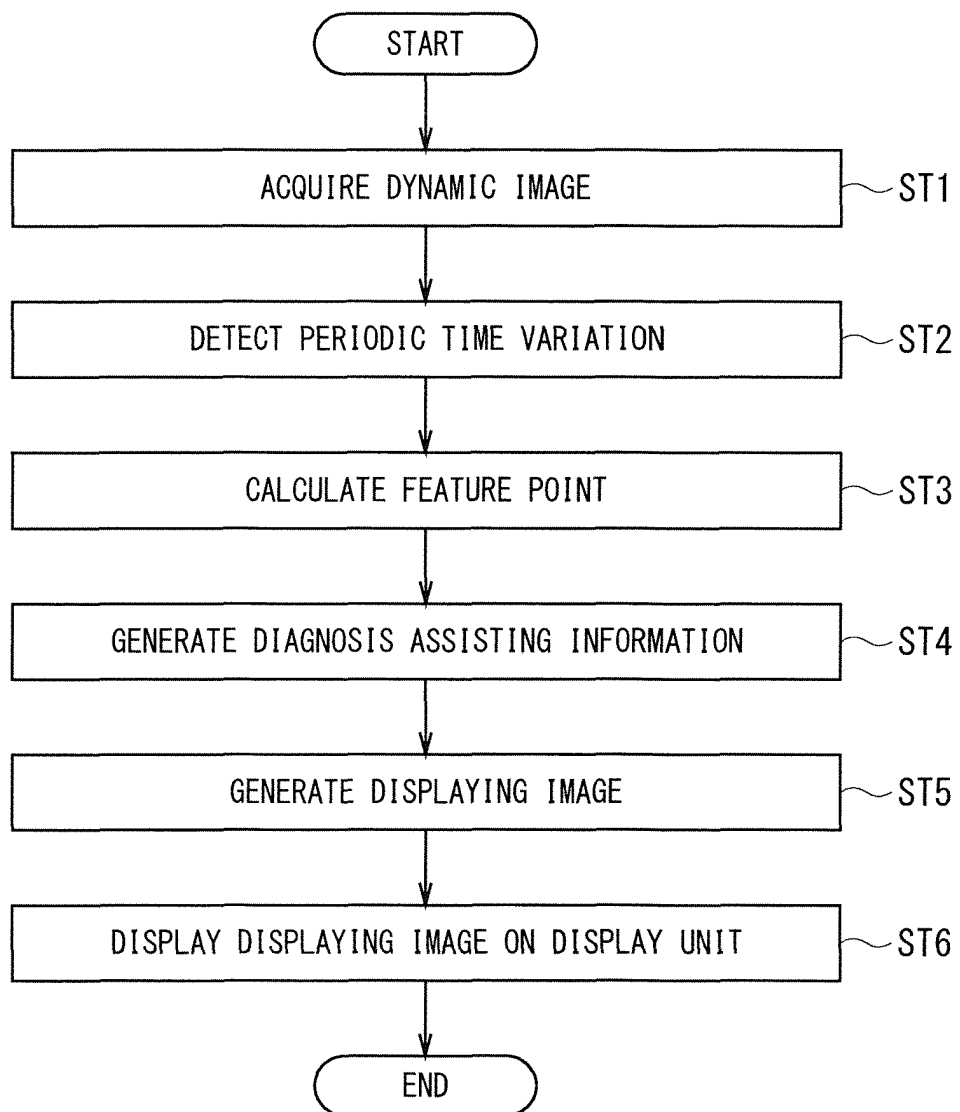 START
ACQUIRE DYNAMIC IMAGE
ST1
DETECT PERIODIC TIME VARIATION
ST2
CALCULATE FEATURE POINT
ST3
GENERATE DIAGNOSIS ASSISTING INFORMATION
ST4
GENERATE DISPLAYING IMAGE
ST5
DISPLAY DISPLAYING IMAGE ON DISPLAY UNIT
ST6
END